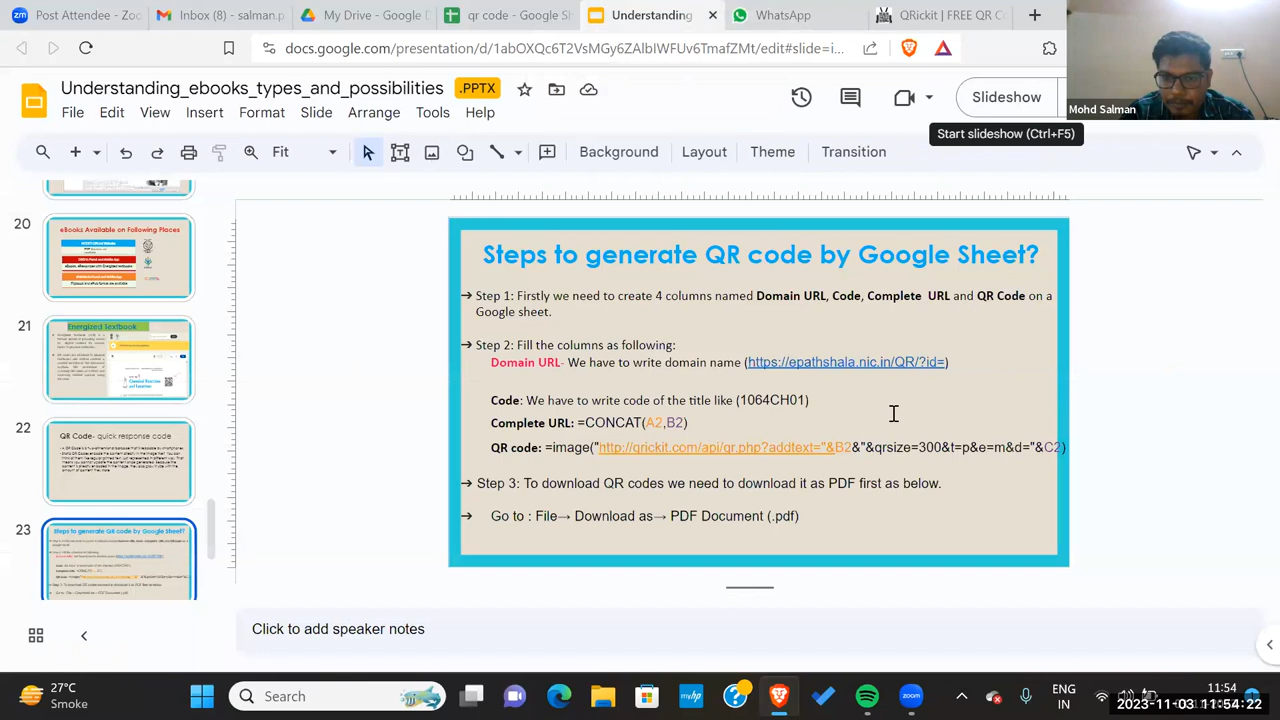 Post Attendee - Zoom
Inbox (8) - salman.p
My Drive - Google D
qr code - Google Sh
Understanding
WhatsApp
QRickit | FREE QR Co
docs.google.com/presentation/d/1abOXQc6T2VsMGy6ZAlbIWFUv6TmafZMt/edit#slide=i...
Understanding_ebooks_types_and_possibilities
.PPTX
Slideshow
Mohd Salman
File Edit View Insert Format Slide Arrange Tools Help
Start slideshow (Ctrl+F5)
Fit
Background Layout Theme Transition
20
eBooks Available on Following Places
21
Energized Textbook
22
QR Code- quick response code
23
Steps to generate QR code by Google Sheet?
Steps to generate QR code by Google Sheet?
→ Step 1: Firstly we need to create 4 columns named Domain URL, Code, Complete URL and QR Code on a
Google sheet.
→ Step 2: Fill the columns as following:
Domain URL- We have to write domain name (https://epathshala.nic.in/QR/?id=)
Code: We have to write code of the title like (1064CH01)
Complete URL: =CONCAT(A2,B2)
QR code: =image("http://qrickit.com/api/qr.php?addtext="&B2&"&qrsize=300&t=p&e=m&d="&C2)
→ Step 3: To download QR codes we need to download it as PDF first as below.
→ Go to : File→ Download as→ PDF Document (.pdf)
Click to add speaker notes
27°C
Smoke
Search
ENG
IN
11:54
2023-11-03 11:54:22